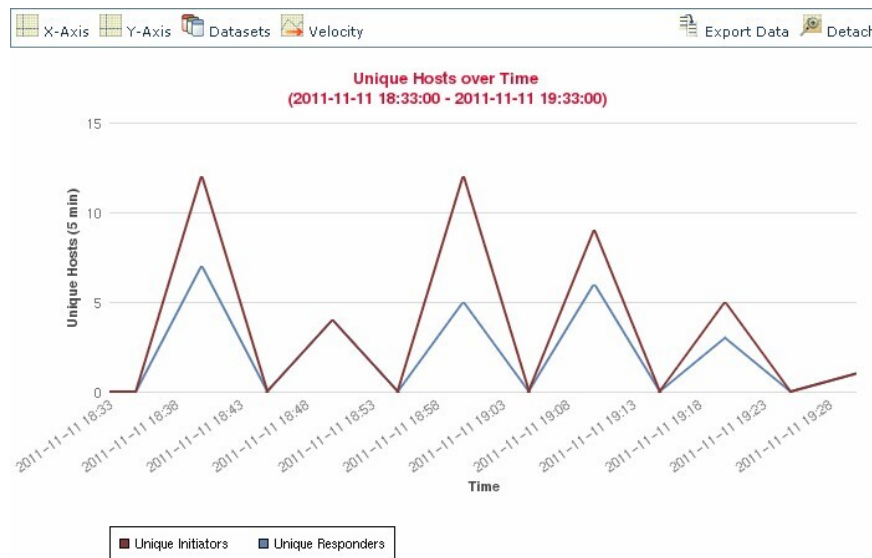 X-Axis Y-Axis Datasets Velocity Export Data Detach
Unique Hosts over Time
(2011-11-11 18:33:00 - 2011-11-11 19:33:00)
Unique Hosts (5 min)
15
10
5
0
2011-11-11 18:33
2011-11-11 18:38
2011-11-11 18:43
2011-11-11 18:48
2011-11-11 18:53
2011-11-11 18:58
2011-11-11 19:03
2011-11-11 19:08
2011-11-11 19:13
2011-11-11 19:18
2011-11-11 19:23
2011-11-11 19:28
Time
Unique Initiators Unique Responders